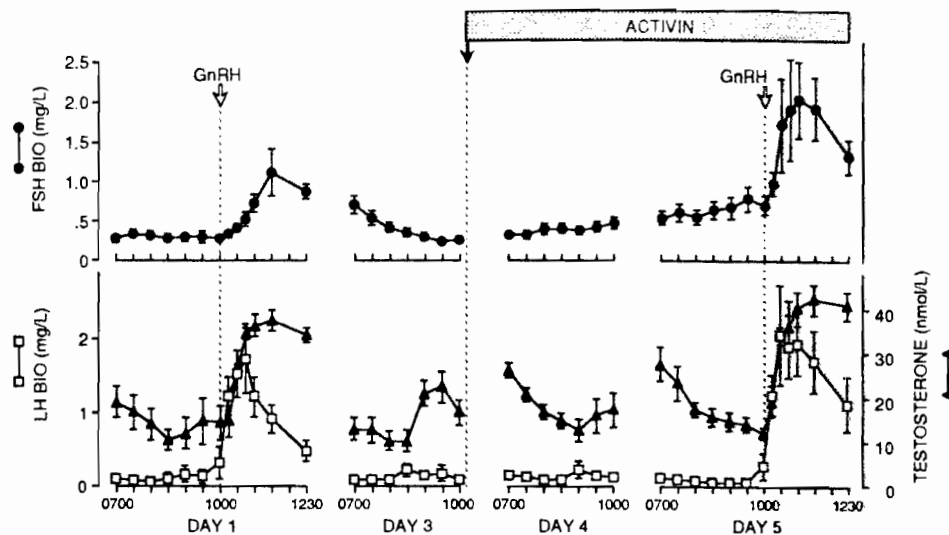 ACTIVIN
GnRH
GnRH
FSH BIO (mg/L)
2.5
2.0
1.5
1.0
.5
0
LH BIO (mg/L)
2
1
0
TESTOSTERONE (nmol/L)
40
30
20
10
0
0700 1000 1230 0700 1000 0700 1000 0700 1000 1230
DAY 1 DAY 3 DAY 4 DAY 5